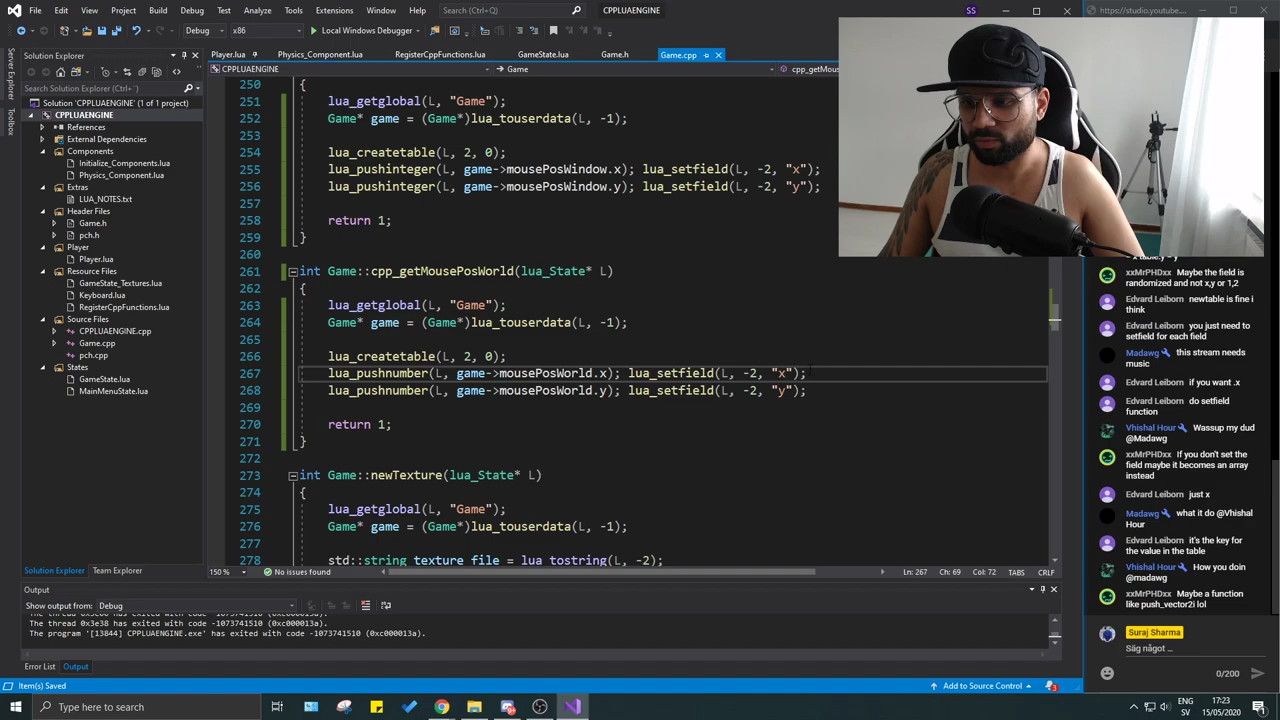 File Edit View Project Build Debug Test Analyze Tools Extensions Window Help Search (Ctrl+Q) CPPLUAENGINE SS
https://studio.youtube.c
Debug x86 Local Windows Debugger
Server Explorer
Toolbox
Solution Explorer
Search Solution Explorer (Ctrl+¨)
Solution 'CPPLUAENGINE' (1 of 1 project)
CPPLUAENGINE
References
External Dependencies
Components
Initialize_Components.lua
Physics_Component.lua
Extras
LUA_NOTES.txt
Header Files
Game.h
pch.h
Player
Player.lua
Resource Files
GameState_Textures.lua
Keyboard.lua
RegisterCppFunctions.lua
Source Files
CPPLUAENGINE.cpp
Game.cpp
pch.cpp
States
GameState.lua
MainMenuState.lua
Solution Explorer Team Explorer
Player.lua Physics_Component.lua RegisterCppFunctions.lua GameState.lua Game.h Game.cpp
CPPLUAENGINE Game cpp_getMou
250 {
251 lua_getglobal(L, "Game");
252 Game* game = (Game*)lua_touserdata(L, -1);
253
254 lua_createtable(L, 2, 0);
255 lua_pushinteger(L, game->mousePosWindow.x); lua_setfield(L, -2, "x");
256 lua_pushinteger(L, game->mousePosWindow.y); lua_setfield(L, -2, "y");
257
258 return 1;
259 }
260
261 int Game::cpp_getMousePosWorld(lua_State* L)
262 {
263 lua_getglobal(L, "Game");
264 Game* game = (Game*)lua_touserdata(L, -1);
265
266 lua_createtable(L, 2, 0);
267 lua_pushnumber(L, game->mousePosWorld.x); lua_setfield(L, -2, "x");
268 lua_pushnumber(L, game->mousePosWorld.y); lua_setfield(L, -2, "y");
269
270 return 1;
271 }
272
273 int Game::newTexture(lua_State* L)
274 {
275 lua_getglobal(L, "Game");
276 Game* game = (Game*)lua_touserdata(L, -1);
277
278 std::string texture_file = lua_tostring(L, -2);
150 % No issues found Ln: 267 Ch: 69 Col: 72 TABS CRLF
Output
Show output from: Debug
The thread 0x3e38 has exited with code -1073741510 (0xc000013a).
The program '[13844] CPPLUAENGINE.exe' has exited with code -1073741510 (0xc000013a).
Error List Output
Item(s) Saved Add to Source Control 3
xxMrPHDxx Maybe the field is
randomized and not x,y or 1,2
Edvard Leiborn newtable is fine i
think
Edvard Leiborn you just need to
setfield for each field
Madawg this stream needs
music
Edvard Leiborn if you want .x
Madawg do setfield
function
Vhishal Hour Wassup my dud
@Madawg
xxMrPHDxx If you don't set the
field maybe it becomes an array
instead
Edvard Leiborn just x
Madawg what it do @Vhishal
Hour
Edvard Leiborn it's the key for
the value in the table
Vhishal Hour How you doin
@madawg
xxMrPHDxx Maybe a function
like push_vector2i lol
Suraj Sharma
Säg något ...
0/200
Type here to search
ENG
SV
17:23
15/05/2020
1